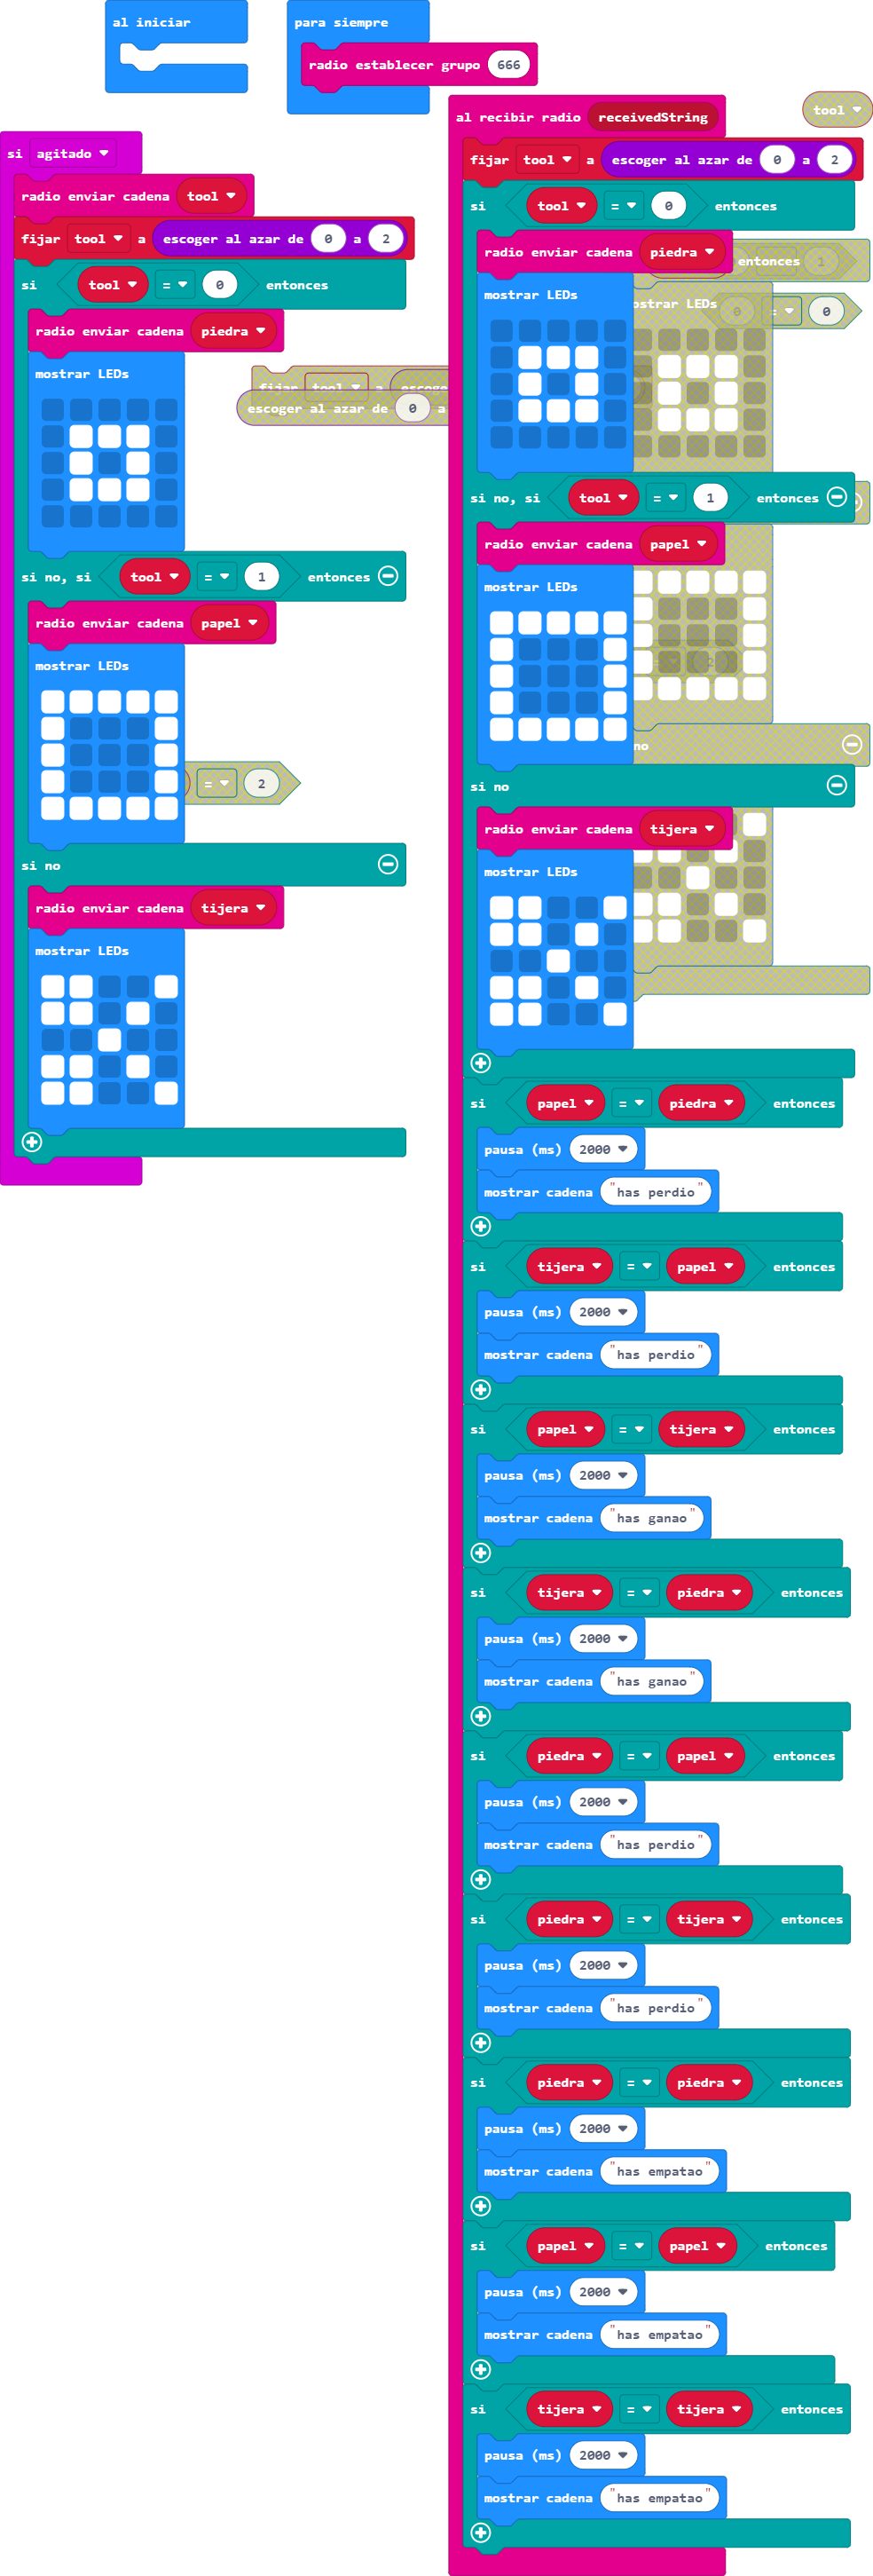 al iniciar
para siempre
radio establecer grupo 666
si agitado
radio enviar cadena tool
fijar tool a escoger al azar de 0 a 2
si tool = 0 entonces
radio enviar cadena piedra
mostrar LEDs
si no, si tool = 1 entonces
radio enviar cadena papel
mostrar LEDs
si no
radio enviar cadena tijera
mostrar LEDs
fijar tool a escoge
escoger al azar de 0 a
= 2
al recibir radio receivedString
tool
fijar tool a escoger al azar de 0 a 2
si tool = 0 entonces
radio enviar cadena piedra
entonces 1
mostrar LEDs
ostrar LEDs
0 = 0
si no, si tool = 1 entonces
radio enviar cadena papel
mostrar LEDs
no
si no
radio enviar cadena tijera
mostrar LEDs
si papel = piedra entonces
pausa (ms) 2000
mostrar cadena "has perdio"
si tijera = papel entonces
pausa (ms) 2000
mostrar cadena "has perdio"
si papel = tijera entonces
pausa (ms) 2000
mostrar cadena "has ganao"
si tijera = piedra entonces
pausa (ms) 2000
mostrar cadena "has ganao"
si piedra = papel entonces
pausa (ms) 2000
mostrar cadena "has perdio"
si piedra = tijera entonces
pausa (ms) 2000
mostrar cadena "has perdio"
si piedra = piedra entonces
pausa (ms) 2000
mostrar cadena "has empatao"
si papel = papel entonces
pausa (ms) 2000
mostrar cadena "has empatao"
si tijera = tijera entonces
pausa (ms) 2000
mostrar cadena "has empatao"